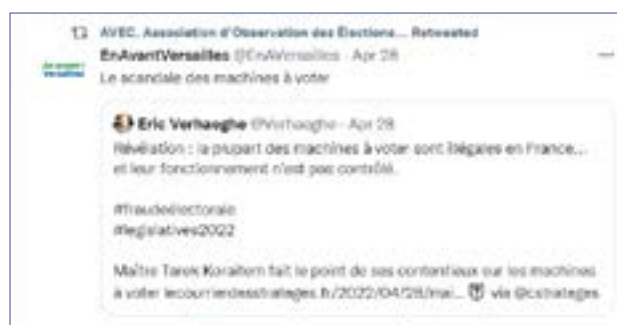 AVEC. Association d'Observation des Élections... Retweeted
EnAvantVersailles @EnAVersailles · Apr 28
Le scandale des machines à voter
Eric Verhaeghe @Verhaeghe · Apr 28
Révélation : la plupart des machines à voter sont illégales en France...
et leur fonctionnement n'est pas contrôlé.
#fraudeelectorale
#legislatives2022
Maître Tarek Koraitem fait le point de ses contentieux sur les machines
à voter lecourrierdesstrateges.fr/2022/04/28/mai... via @cstrateges